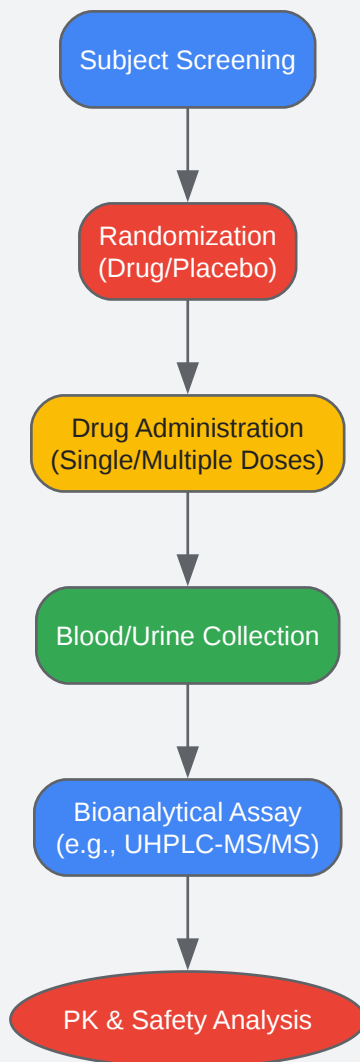 Subject Screening
Randomization
(Drug/Placebo)
Drug Administration
(Single/Multiple Doses)
Blood/Urine Collection
Bioanalytical Assay
(e.g., UHPLC-MS/MS)
PK & Safety Analysis